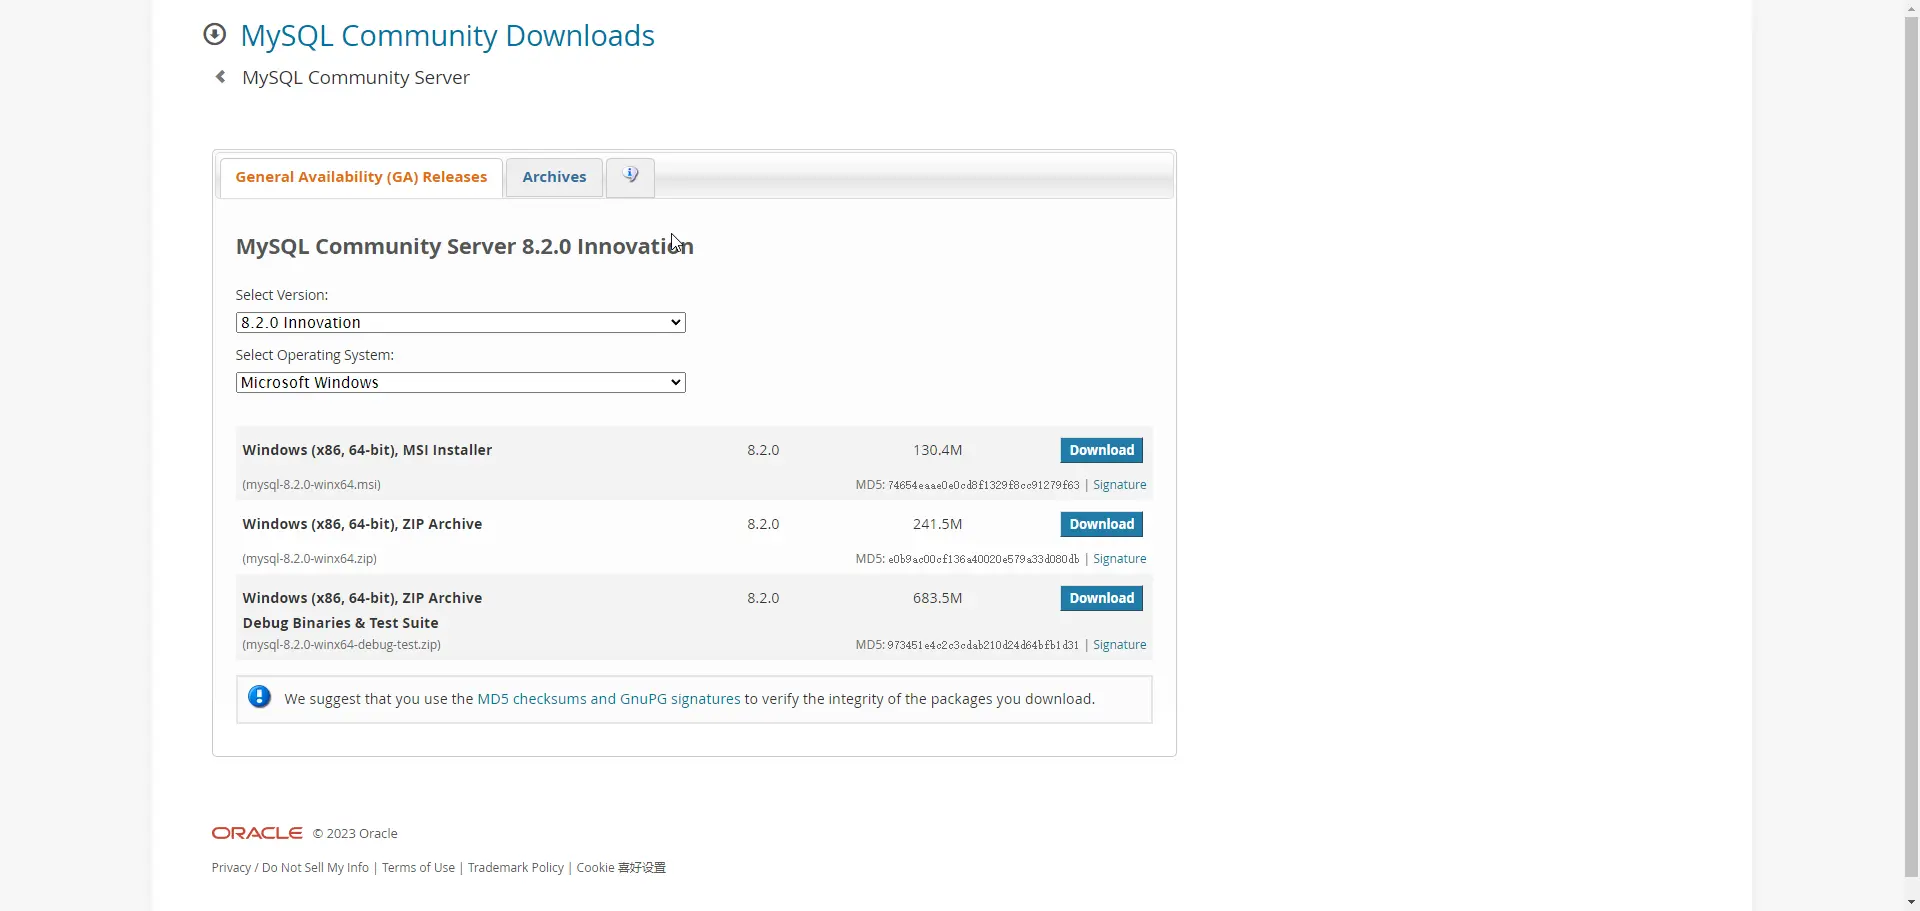 MySQL Community Downloads
MySQL Community Server
General Availability (GA) Releases
Archives
MySQL Community Server 8.2.0 Innovation
Select Version:
8.2.0 Innovation
Select Operating System:
Microsoft Windows
Windows (x86, 64-bit), MSI Installer 8.2.0 130.4M Download
(mysql-8.2.0-winx64.msi) MD5: 74654eaae0e0cd8f1329f8cc91279f63 | Signature
Windows (x86, 64-bit), ZIP Archive 8.2.0 241.5M Download
(mysql-8.2.0-winx64.zip) MD5: e0b9ac00cf136a40020e579a33d080db | Signature
Windows (x86, 64-bit), ZIP Archive 8.2.0 683.5M Download
Debug Binaries & Test Suite
(mysql-8.2.0-winx64-debug-test.zip) MD5: 973451e4c2c3cdab210d24d64bfb1d31 | Signature
We suggest that you use the MD5 checksums and GnuPG signatures to verify the integrity of the packages you download.
ORACLE © 2023 Oracle
Privacy / Do Not Sell My Info | Terms of Use | Trademark Policy | Cookie 喜好设置